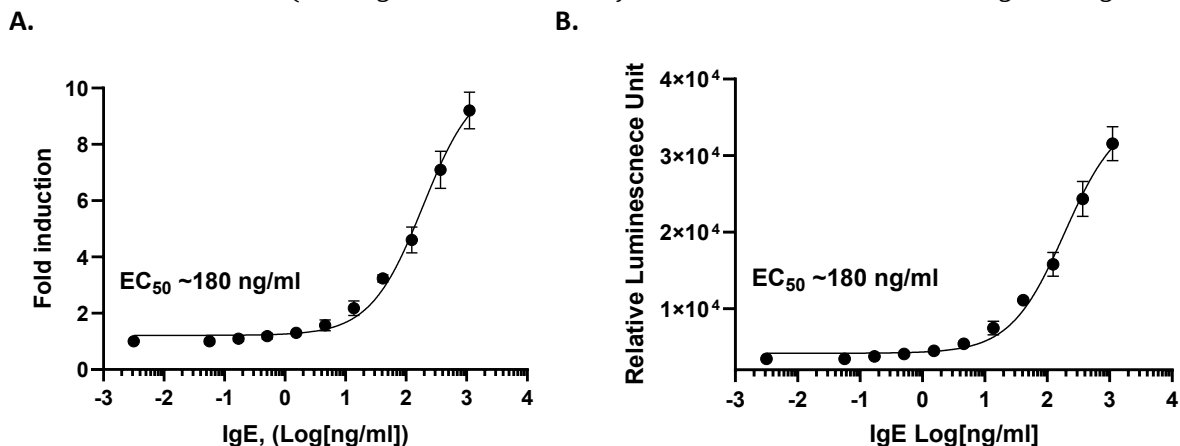 A.
B.
10
8
6
4
2
0
Fold induction
EC50 ~180 ng/ml
-3 -2 -1 0 1 2 3 4
IgE, (Log[ng/ml])
4×10⁴
3×10⁴
2×10⁴
1×10⁴
Relative Luminescnece Unit
EC50 ~180 ng/ml
-3 -2 -1 0 1 2 3 4
IgE Log[ng/ml]